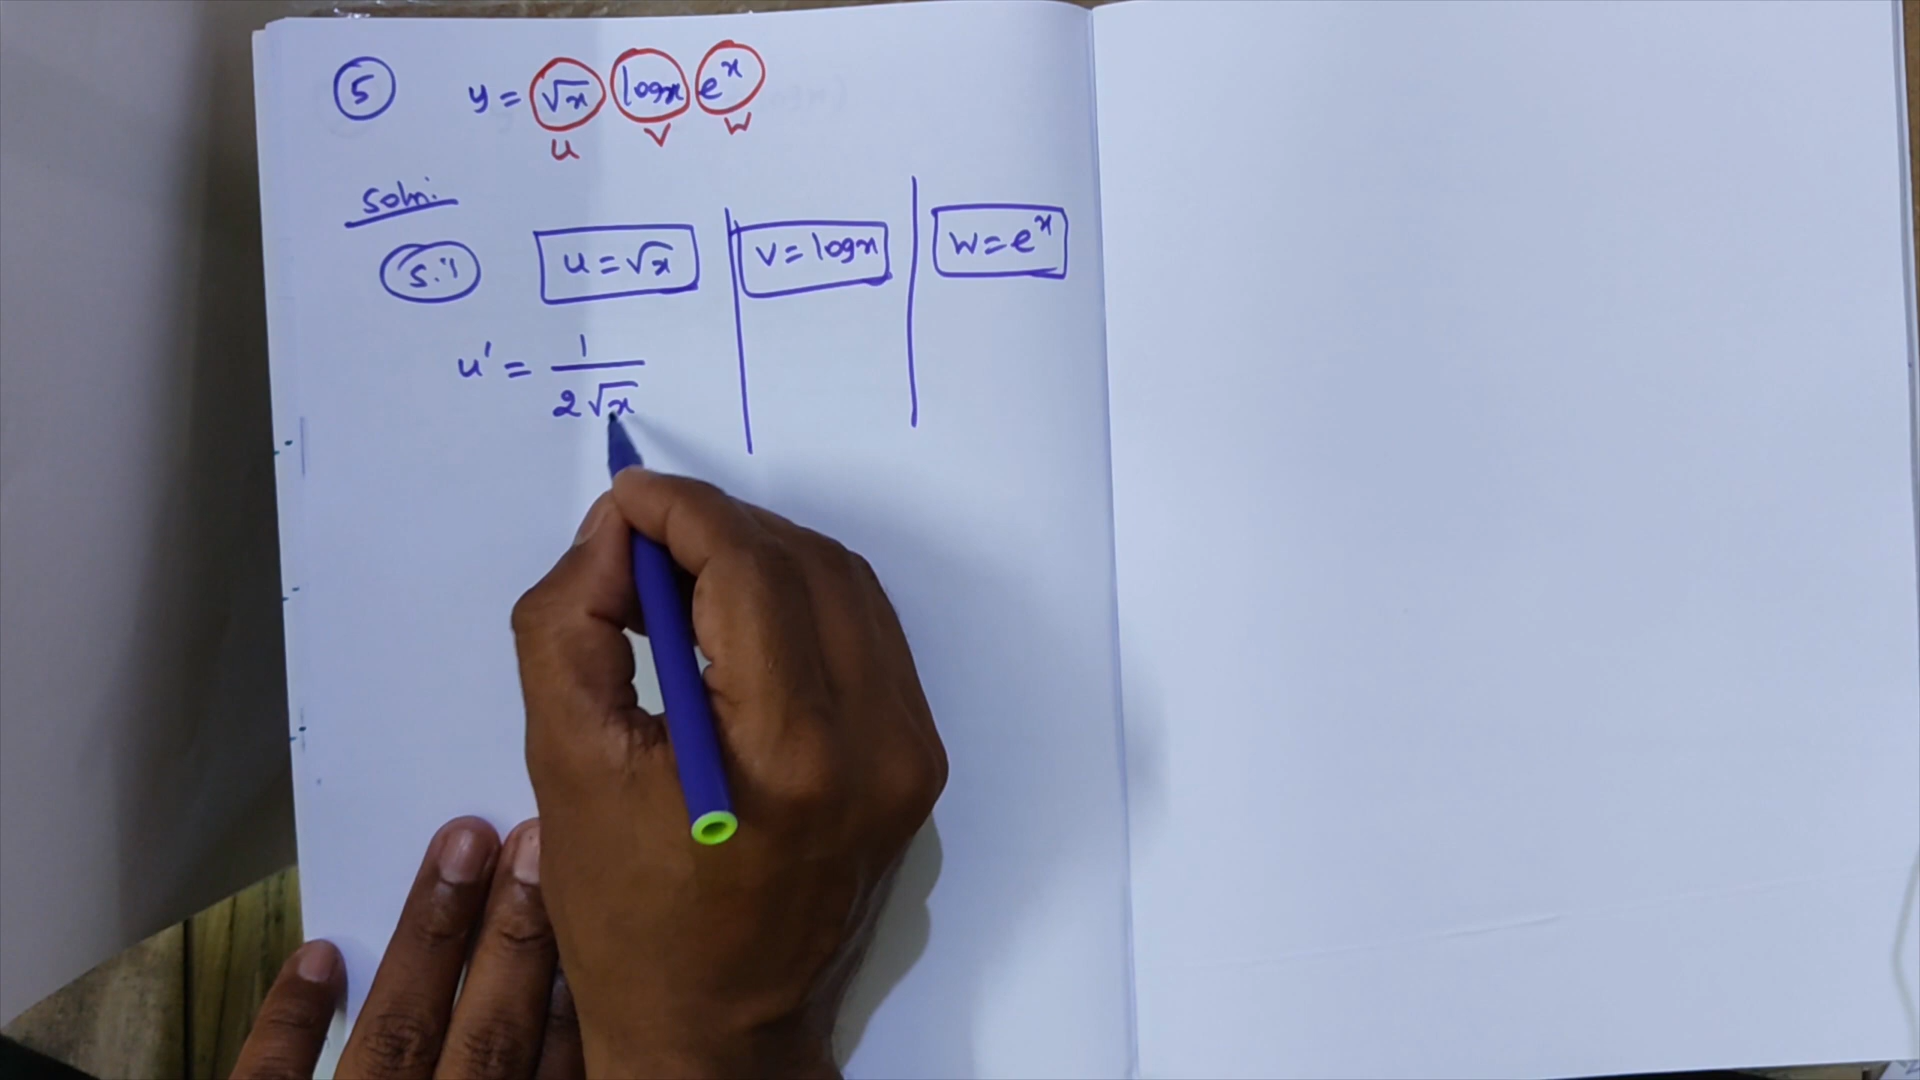 5 y = √x logx e^x
u v w
Soln:
S.1 u = √x v = logx w = e^x
u' = 1 / 2√x